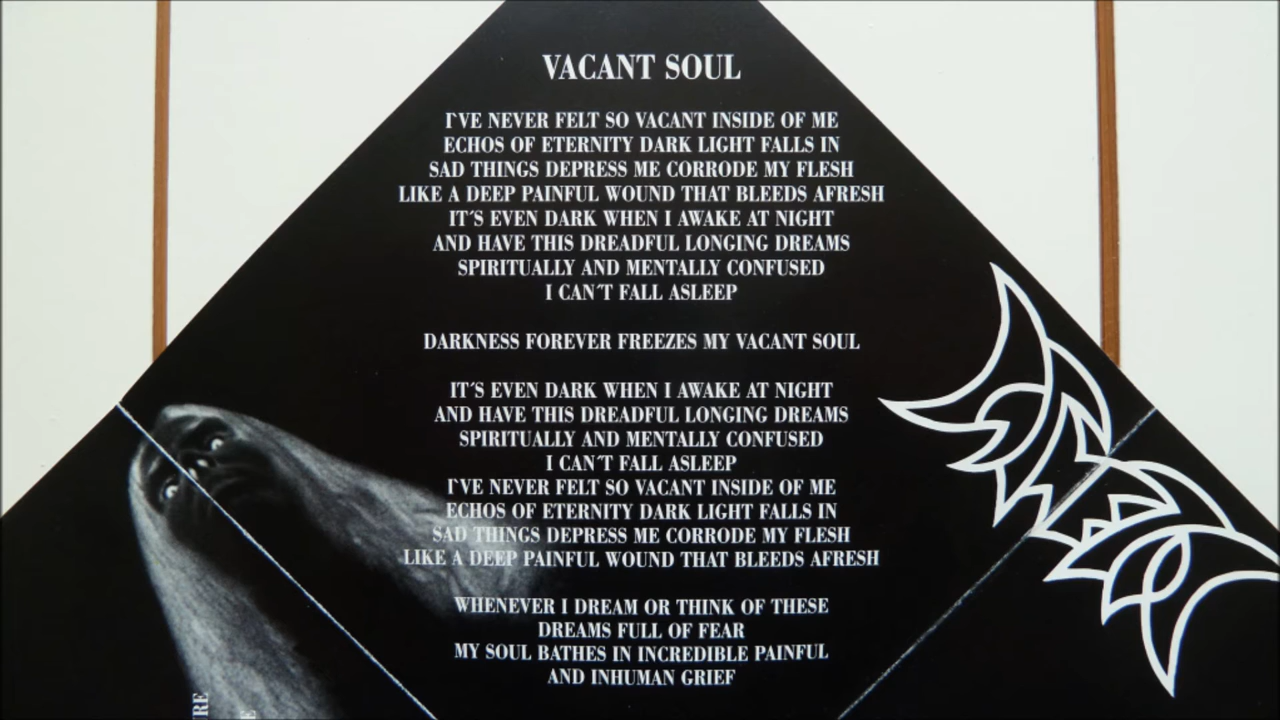 VACANT SOUL
I`VE NEVER FELT SO VACANT INSIDE OF ME
ECHOS OF ETERNITY DARK LIGHT FALLS IN
SAD THINGS DEPRESS ME CORRODE MY FLESH
LIKE A DEEP PAINFUL WOUND THAT BLEEDS AFRESH
IT´S EVEN DARK WHEN I AWAKE AT NIGHT
AND HAVE THIS DREADFUL LONGING DREAMS
SPIRITUALLY AND MENTALLY CONFUSED
I CAN´T FALL ASLEEP
DARKNESS FOREVER FREEZES MY VACANT SOUL
IT´S EVEN DARK WHEN I AWAKE AT NIGHT
AND HAVE THIS DREADFUL LONGING DREAMS
SPIRITUALLY AND MENTALLY CONFUSED
I CAN´T FALL ASLEEP
I`VE NEVER FELT SO VACANT INSIDE OF ME
ECHOS OF ETERNITY DARK LIGHT FALLS IN
SAD THINGS DEPRESS ME CORRODE MY FLESH
LIKE A DEEP PAINFUL WOUND THAT BLEEDS AFRESH
WHENEVER I DREAM OR THINK OF THESE
DREAMS FULL OF FEAR
MY SOUL BATHES IN INCREDIBLE PAINFUL
AND INHUMAN GRIEF